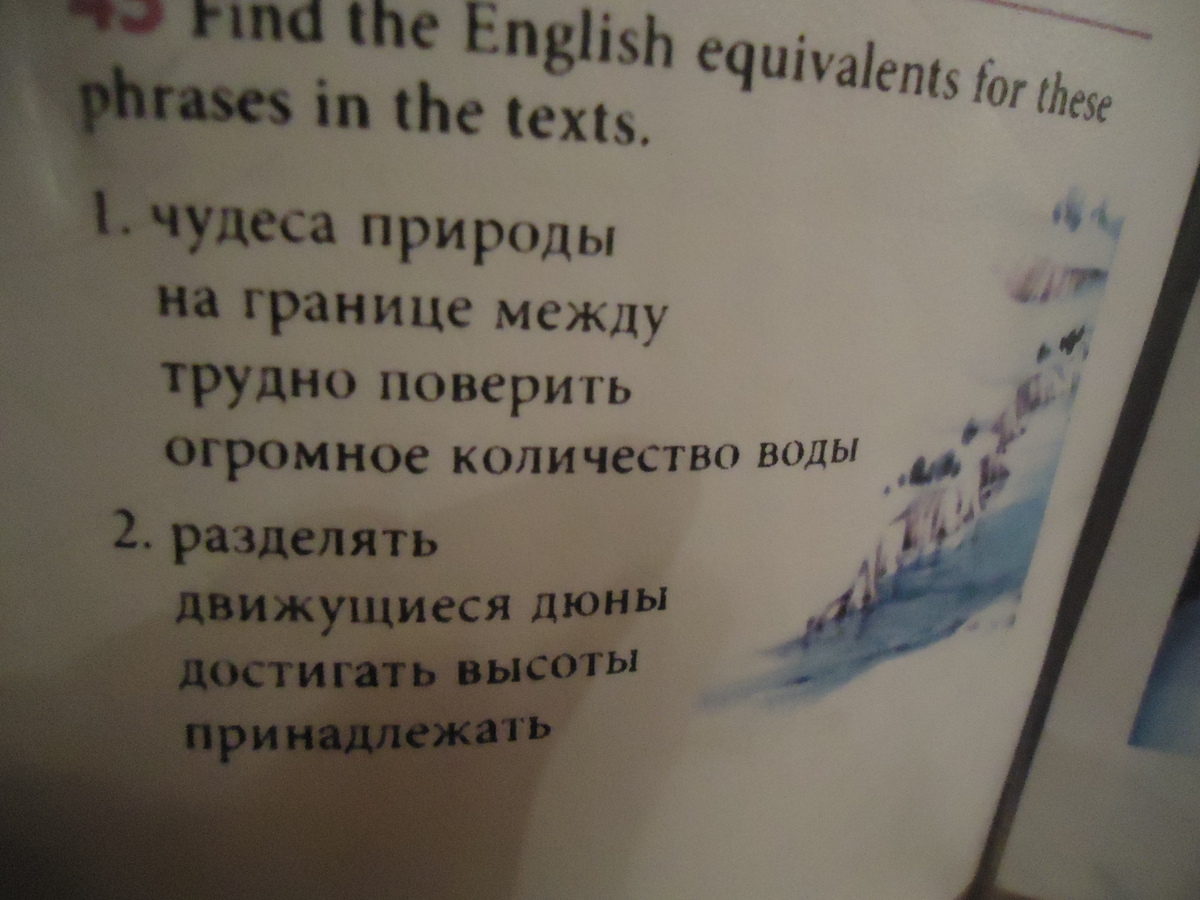 45 Find the English equivalents for these
phrases in the texts.
1. чудеса природы
на границе между
трудно поверить
огромное количество воды
2. разделять
движущиеся дюны
достигать высоты
принадлежать